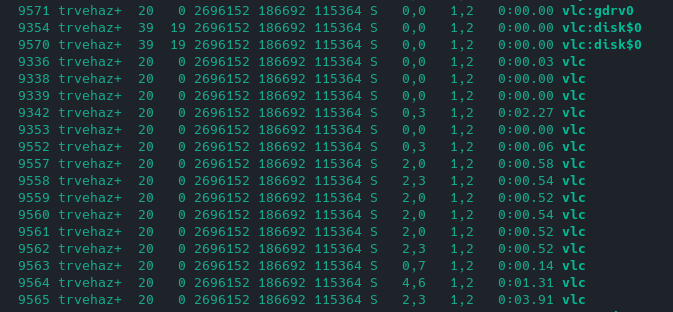 9571 trvehaz+ 20 0 2696152 186692 115364 S 0,0 1,2 0:00.00 vlc:gdrv0
9354 trvehaz+ 39 19 2696152 186692 115364 S 0,0 1,2 0:00.00 vlc:disk$0
9570 trvehaz+ 39 19 2696152 186692 115364 S 0,0 1,2 0:00.00 vlc:disk$0
9336 trvehaz+ 20 0 2696152 186692 115364 S 0,0 1,2 0:00.03 vlc
9338 trvehaz+ 20 0 2696152 186692 115364 S 0,0 1,2 0:00.00 vlc
9339 trvehaz+ 20 0 2696152 186692 115364 S 0,0 1,2 0:00.00 vlc
9342 trvehaz+ 20 0 2696152 186692 115364 S 0,3 1,2 0:02.27 vlc
9353 trvehaz+ 20 0 2696152 186692 115364 S 0,0 1,2 0:00.00 vlc
9552 trvehaz+ 20 0 2696152 186692 115364 S 0,3 1,2 0:00.06 vlc
9557 trvehaz+ 20 0 2696152 186692 115364 S 2,0 1,2 0:00.58 vlc
9558 trvehaz+ 20 0 2696152 186692 115364 S 2,3 1,2 0:00.54 vlc
9559 trvehaz+ 20 0 2696152 186692 115364 S 2,0 1,2 0:00.52 vlc
9560 trvehaz+ 20 0 2696152 186692 115364 S 2,0 1,2 0:00.54 vlc
9561 trvehaz+ 20 0 2696152 186692 115364 S 2,0 1,2 0:00.52 vlc
9562 trvehaz+ 20 0 2696152 186692 115364 S 2,3 1,2 0:00.52 vlc
9563 trvehaz+ 20 0 2696152 186692 115364 S 0,7 1,2 0:00.14 vlc
9564 trvehaz+ 20 0 2696152 186692 115364 S 4,6 1,2 0:01.31 vlc
9565 trvehaz+ 20 0 2696152 186692 115364 S 2,3 1,2 0:03.91 vlc